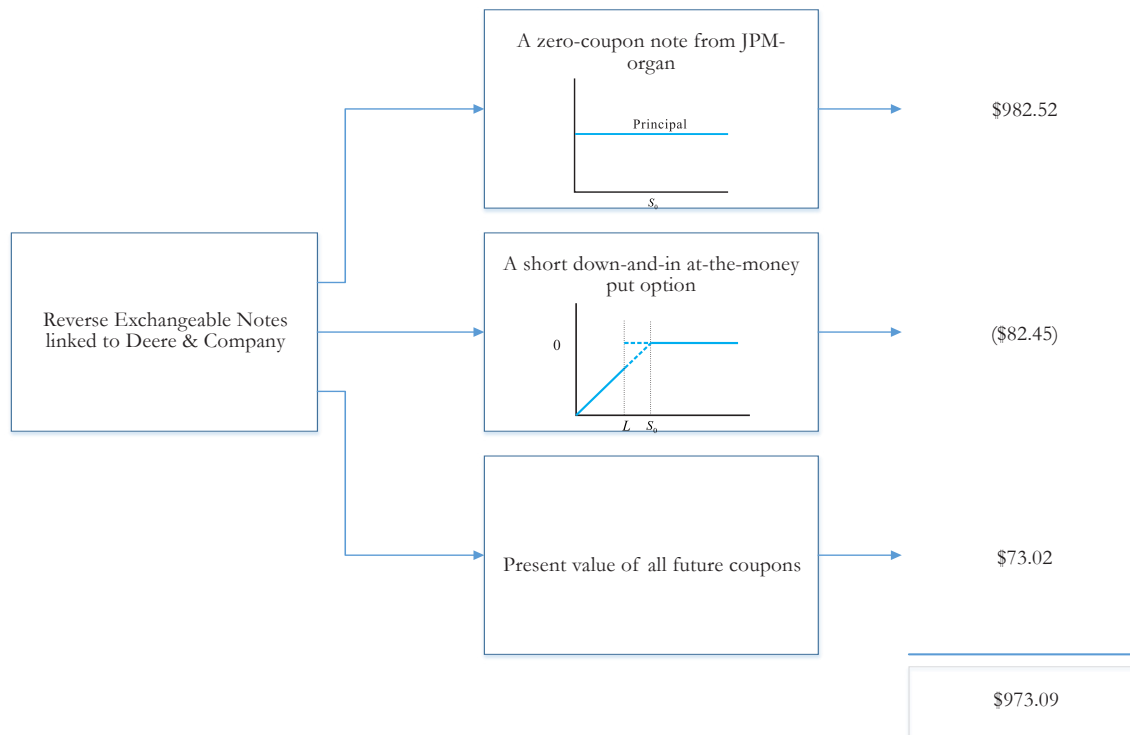 A zero-coupon note from JPM-
organ
Principal
S₀
$982.52
Reverse Exchangeable Notes
linked to Deere & Company
A short down-and-in at-the-money
put option
0
L S₀
($82.45)
Present value of all future coupons
$73.02
$973.09